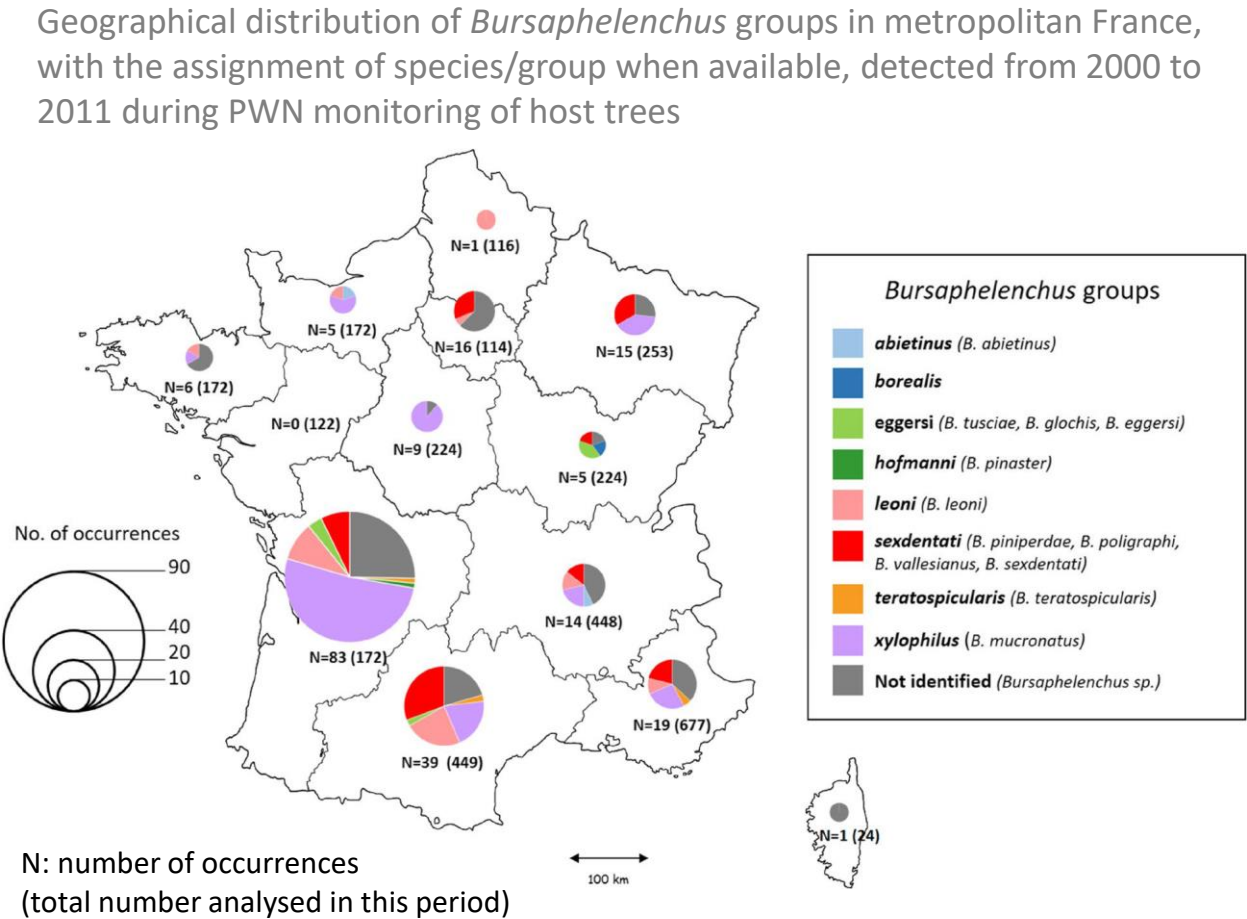 Geographical distribution of Bursaphelenchus groups in metropolitan France,
with the assignment of species/group when available, detected from 2000 to
2011 during PWN monitoring of host trees
N=1 (116)
N=5 (172)
N=16 (114)
N=15 (253)
N=6 (172)
N=0 (122)
N=9 (224)
N=5 (224)
N=14 (448)
N=83 (172)
N=19 (677)
N=39 (449)
N=1 (24)
Bursaphelenchus groups
abietinus (B. abietinus)
borealis
eggersi (B. tusciae, B. glochis, B. eggersi)
hofmanni (B. pinaster)
leoni (B. leoni)
sexdentati (B. piniperdae, B. poligraphi,
B. vallesianus, B. sexdentati)
teratospicularis (B. teratospicularis)
xylophilus (B. mucronatus)
Not identified (Bursaphelenchus sp.)
No. of occurrences
90
40
20
10
100 km
N: number of occurrences
(total number analysed in this period)